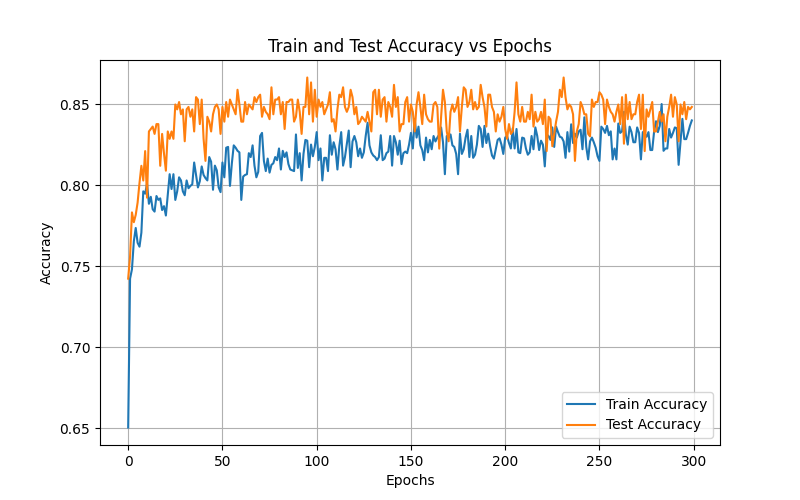 Train and Test Accuracy vs Epochs
0.85
0.80
0.75
0.70
0.65
Accuracy
Train Accuracy
Test Accuracy
0 50 100 150 200 250 300
Epochs